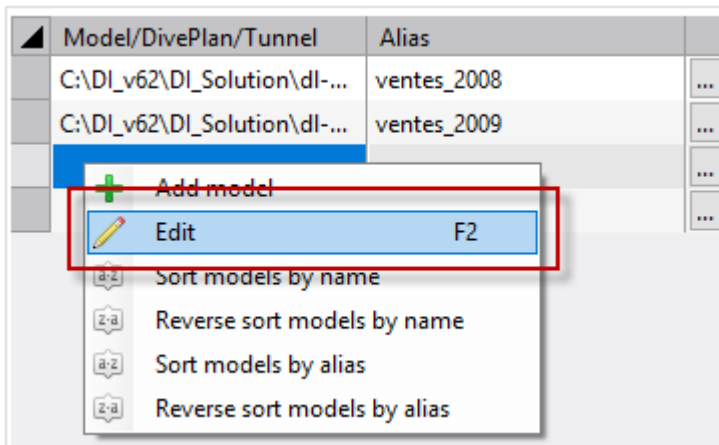 Model/DivePlan/Tunnel Alias
C:\DI_v62\DI_Solution\dl-... ventes_2008 ...
C:\DI_v62\DI_Solution\dl-... ventes_2009 ...
...
Add model
...
Edit F2
a·z Sort models by name
z·a Reverse sort models by name
a·z Sort models by alias
z·a Reverse sort models by alias